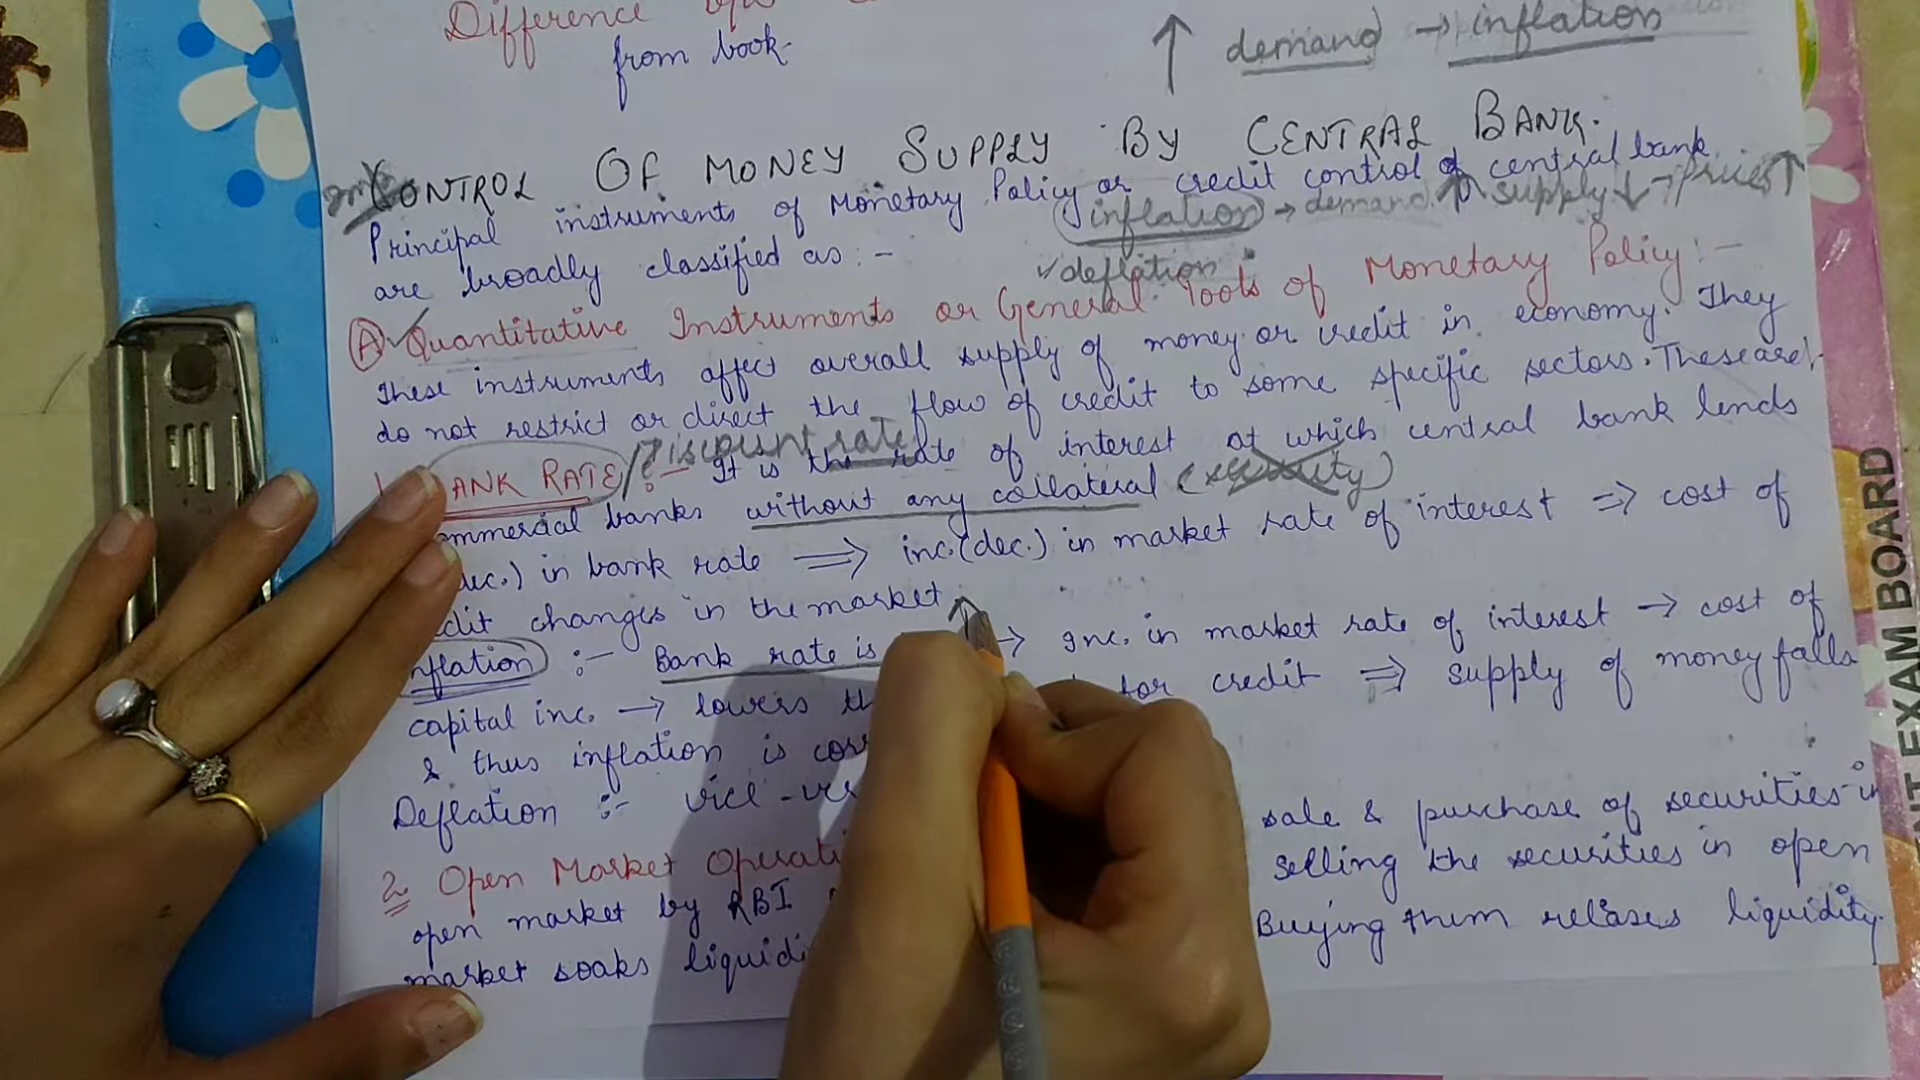 Difference
from book-
↑ demand → inflation
CONTROL OF MONEY SUPPLY BY CENTRAL BANK.
Principal instruments of Monetary Policy or credit control of central bank
inflation → demand ↑ supply ↓ → prices ↑
are broadly classified as :-
✓ deflation
(A) ✓ Quantitative Instruments or General Tools of Monetary Policy :-
These instruments affect overall supply of money or credit in economy. They
do not restrict or direct the flow of credit to some specific sectors. These are :
1. BANK RATE / Discount rate :- It is the rate of interest at which central bank lends
commercial banks without any collateral (security)
dec.) in bank rate ⇒ inc.(dec.) in market rate of interest ⇒ cost of
credit changes in the market
inflation :- Bank rate is → Inc. in market rate of interest → cost of
capital inc. → lowers for credit ⇒ supply of money falls
& thus inflation is
Deflation :- vice-
2. Open Market sale & purchase of securities in
open market by RBI selling the securities in open
market soaks Buying them relases liquidity.
NT EXAM BOARD